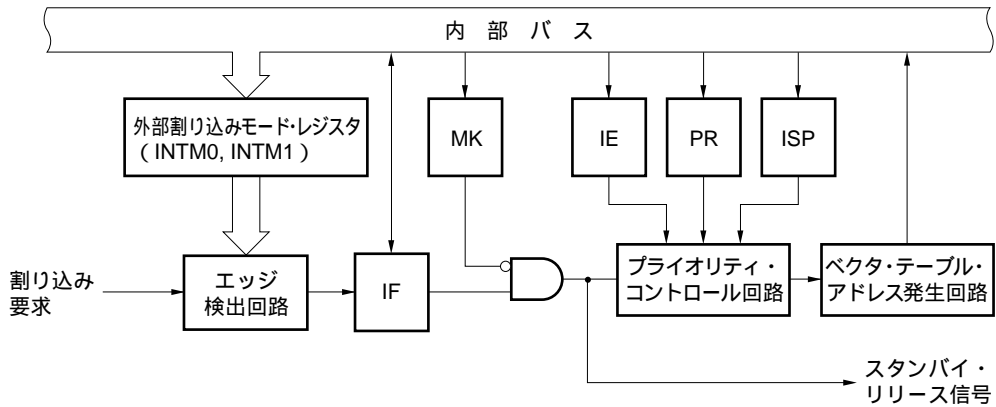 内部バス
外部割り込みモード・レジスタ
(INTM0, INTM1)
MK
IE
PR
ISP
割り込み
要求
エッジ
検出回路
IF
プライオリティ・
コントロール回路
ベクタ・テーブル・
アドレス発生回路
スタンバイ・
リリース信号